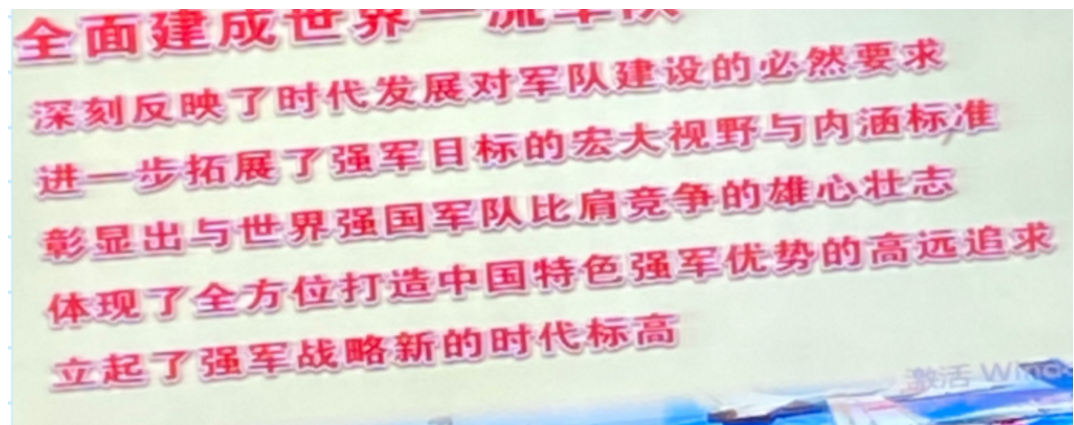 全面建成世界一流军队
深刻反映了时代发展对军队建设的必然要求
进一步拓展了强军目标的宏大视野与内涵标准
彰显出与世界强国军队比肩竞争的雄心壮志
体现了全方位打造中国特色强军优势的高远追求
立起了强军战略新的时代标高
激活 Windo